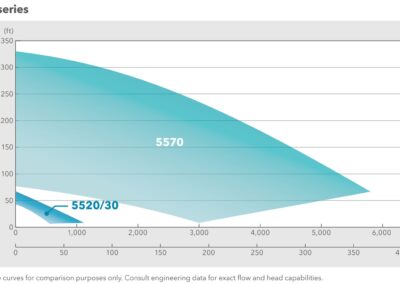 series
(ft)
350
300
250
200
150
100
50
0
5570
5520/30
0 1,000 2,000 3,000 4,000 5,000 6,000
0 50 100 150 200 250 300 350
curves for comparison purposes only. Consult engineering data for exact flow and head capabilities.